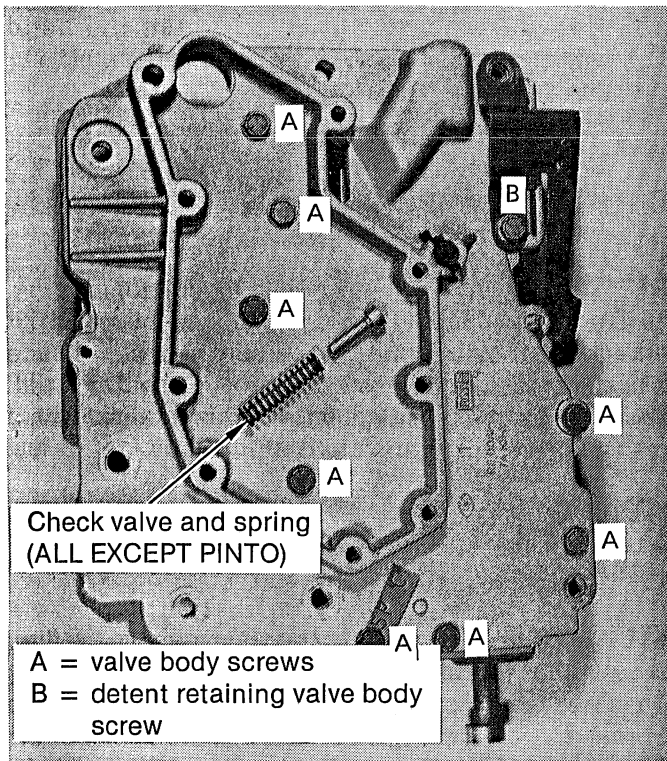 A
A
B
A
A
A
A
Check valve and spring
(ALL EXCEPT PINTO)
A
A
A = valve body screws
B = detent retaining valve body
screw